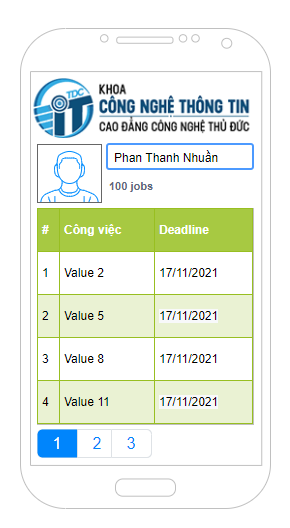 TDC
iT
KHOA
CÔNG NGHỆ THÔNG TIN
CAO ĐẲNG CÔNG NGHỆ THỦ ĐỨC
Phan Thanh Nhuần
100 jobs
# Công việc Deadline
1 Value 2 17/11/2021
2 Value 5 17/11/2021
3 Value 8 17/11/2021
4 Value 11 17/11/2021
1 2 3